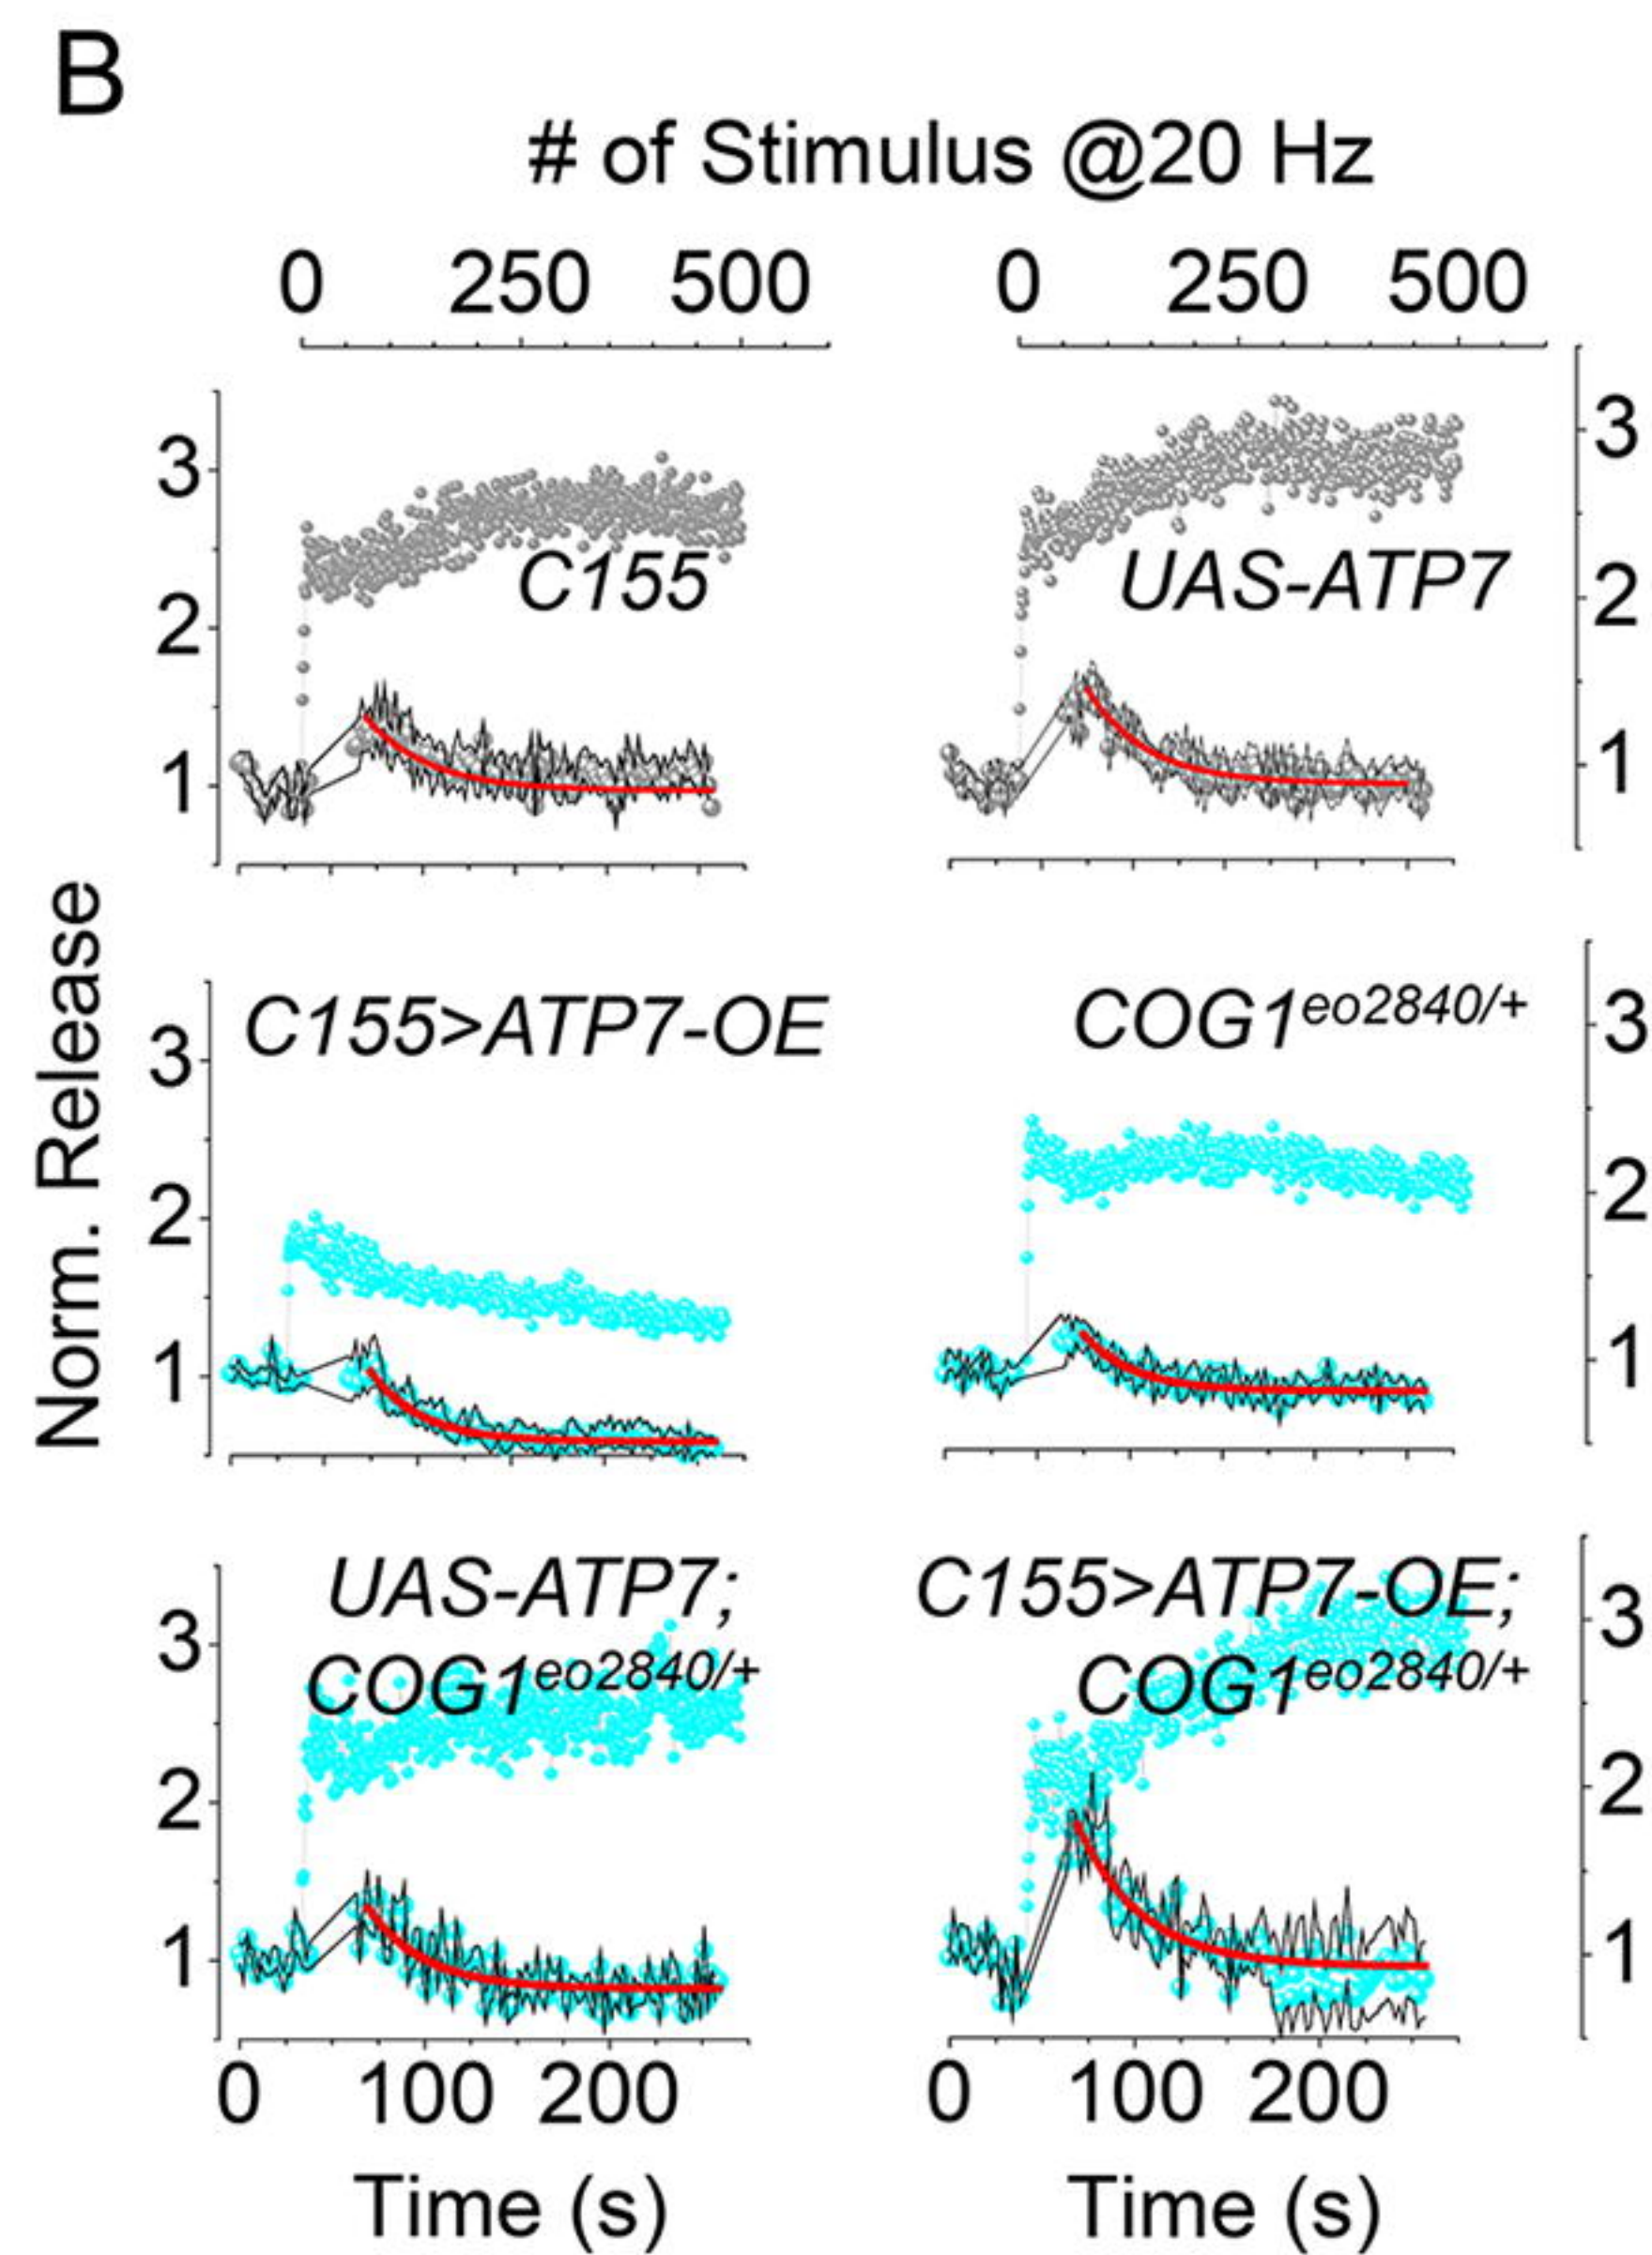 B
# of Stimulus @20 Hz
0 250 500 0 250 500
3 3
C155 UAS-ATP7
2 2
1 1
Norm. Release
C155>ATP7-OE COG1eo2840/+
3 3
2 2
1 1
UAS-ATP7; C155>ATP7-OE;
3 3
COG1eo2840/+ COG1eo2840/+
2 2
1 1
0 100 200 0 100 200
Time (s) Time (s)